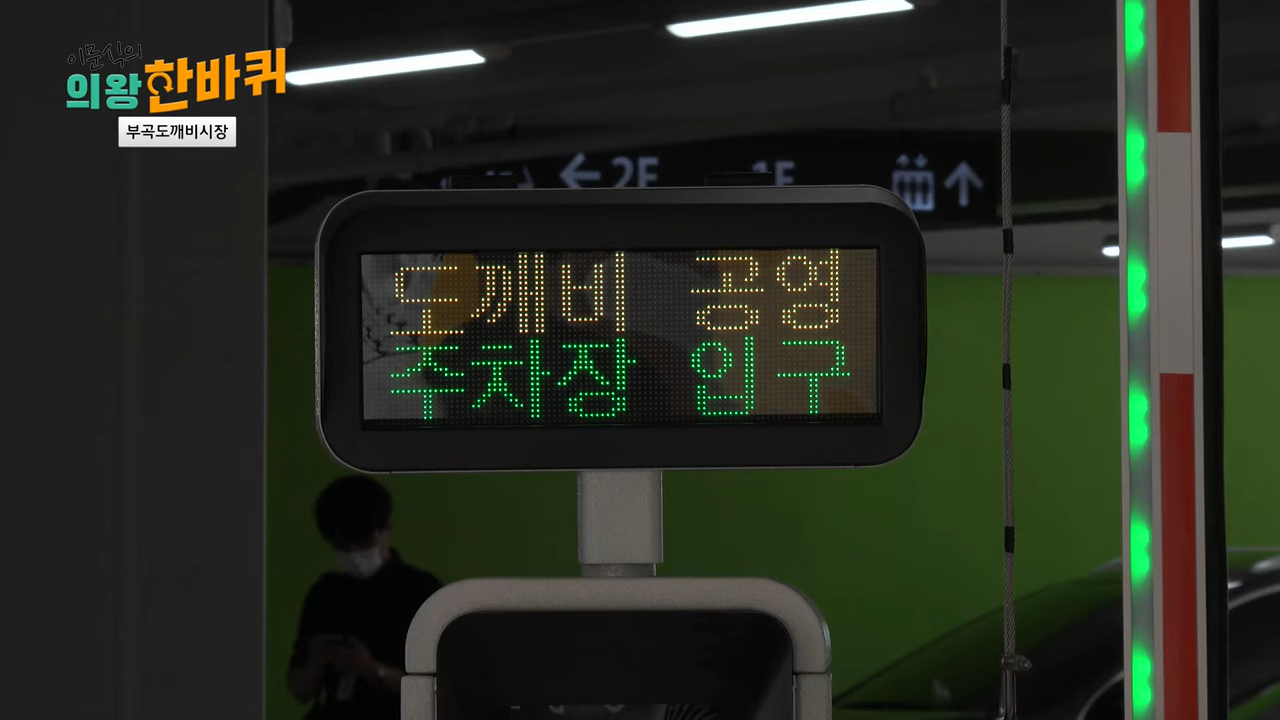 이문식의
의왕 한바퀴
부곡도깨비시장
←2F
1F
도깨비 공영
주차장 입구